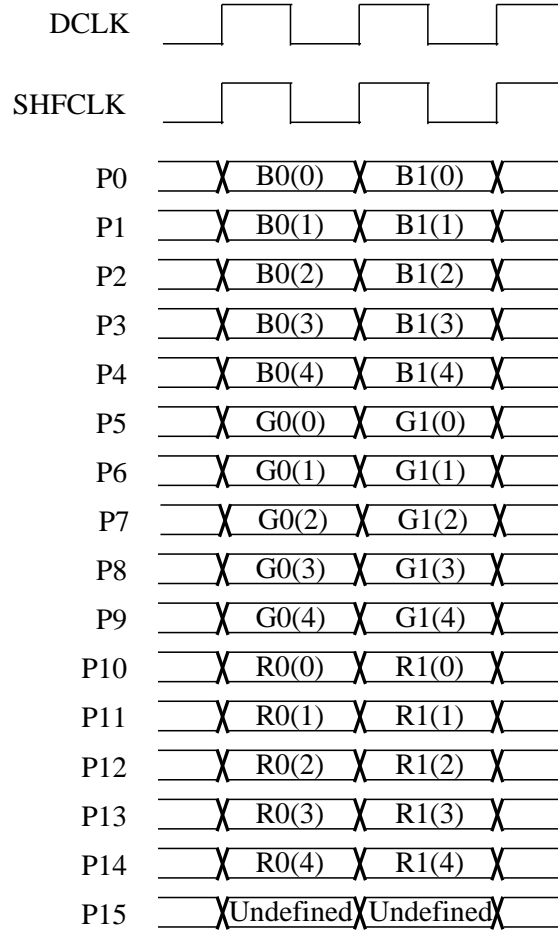 DCLK
SHFCLK
P0 B0(0) B1(0)
P1 B0(1) B1(1)
P2 B0(2) B1(2)
P3 B0(3) B1(3)
P4 B0(4) B1(4)
P5 G0(0) G1(0)
P6 G0(1) G1(1)
P7 G0(2) G1(2)
P8 G0(3) G1(3)
P9 G0(4) G1(4)
P10 R0(0) R1(0)
P11 R0(1) R1(1)
P12 R0(2) R1(2)
P13 R0(3) R1(3)
P14 R0(4) R1(4)
P15 Undefined Undefined